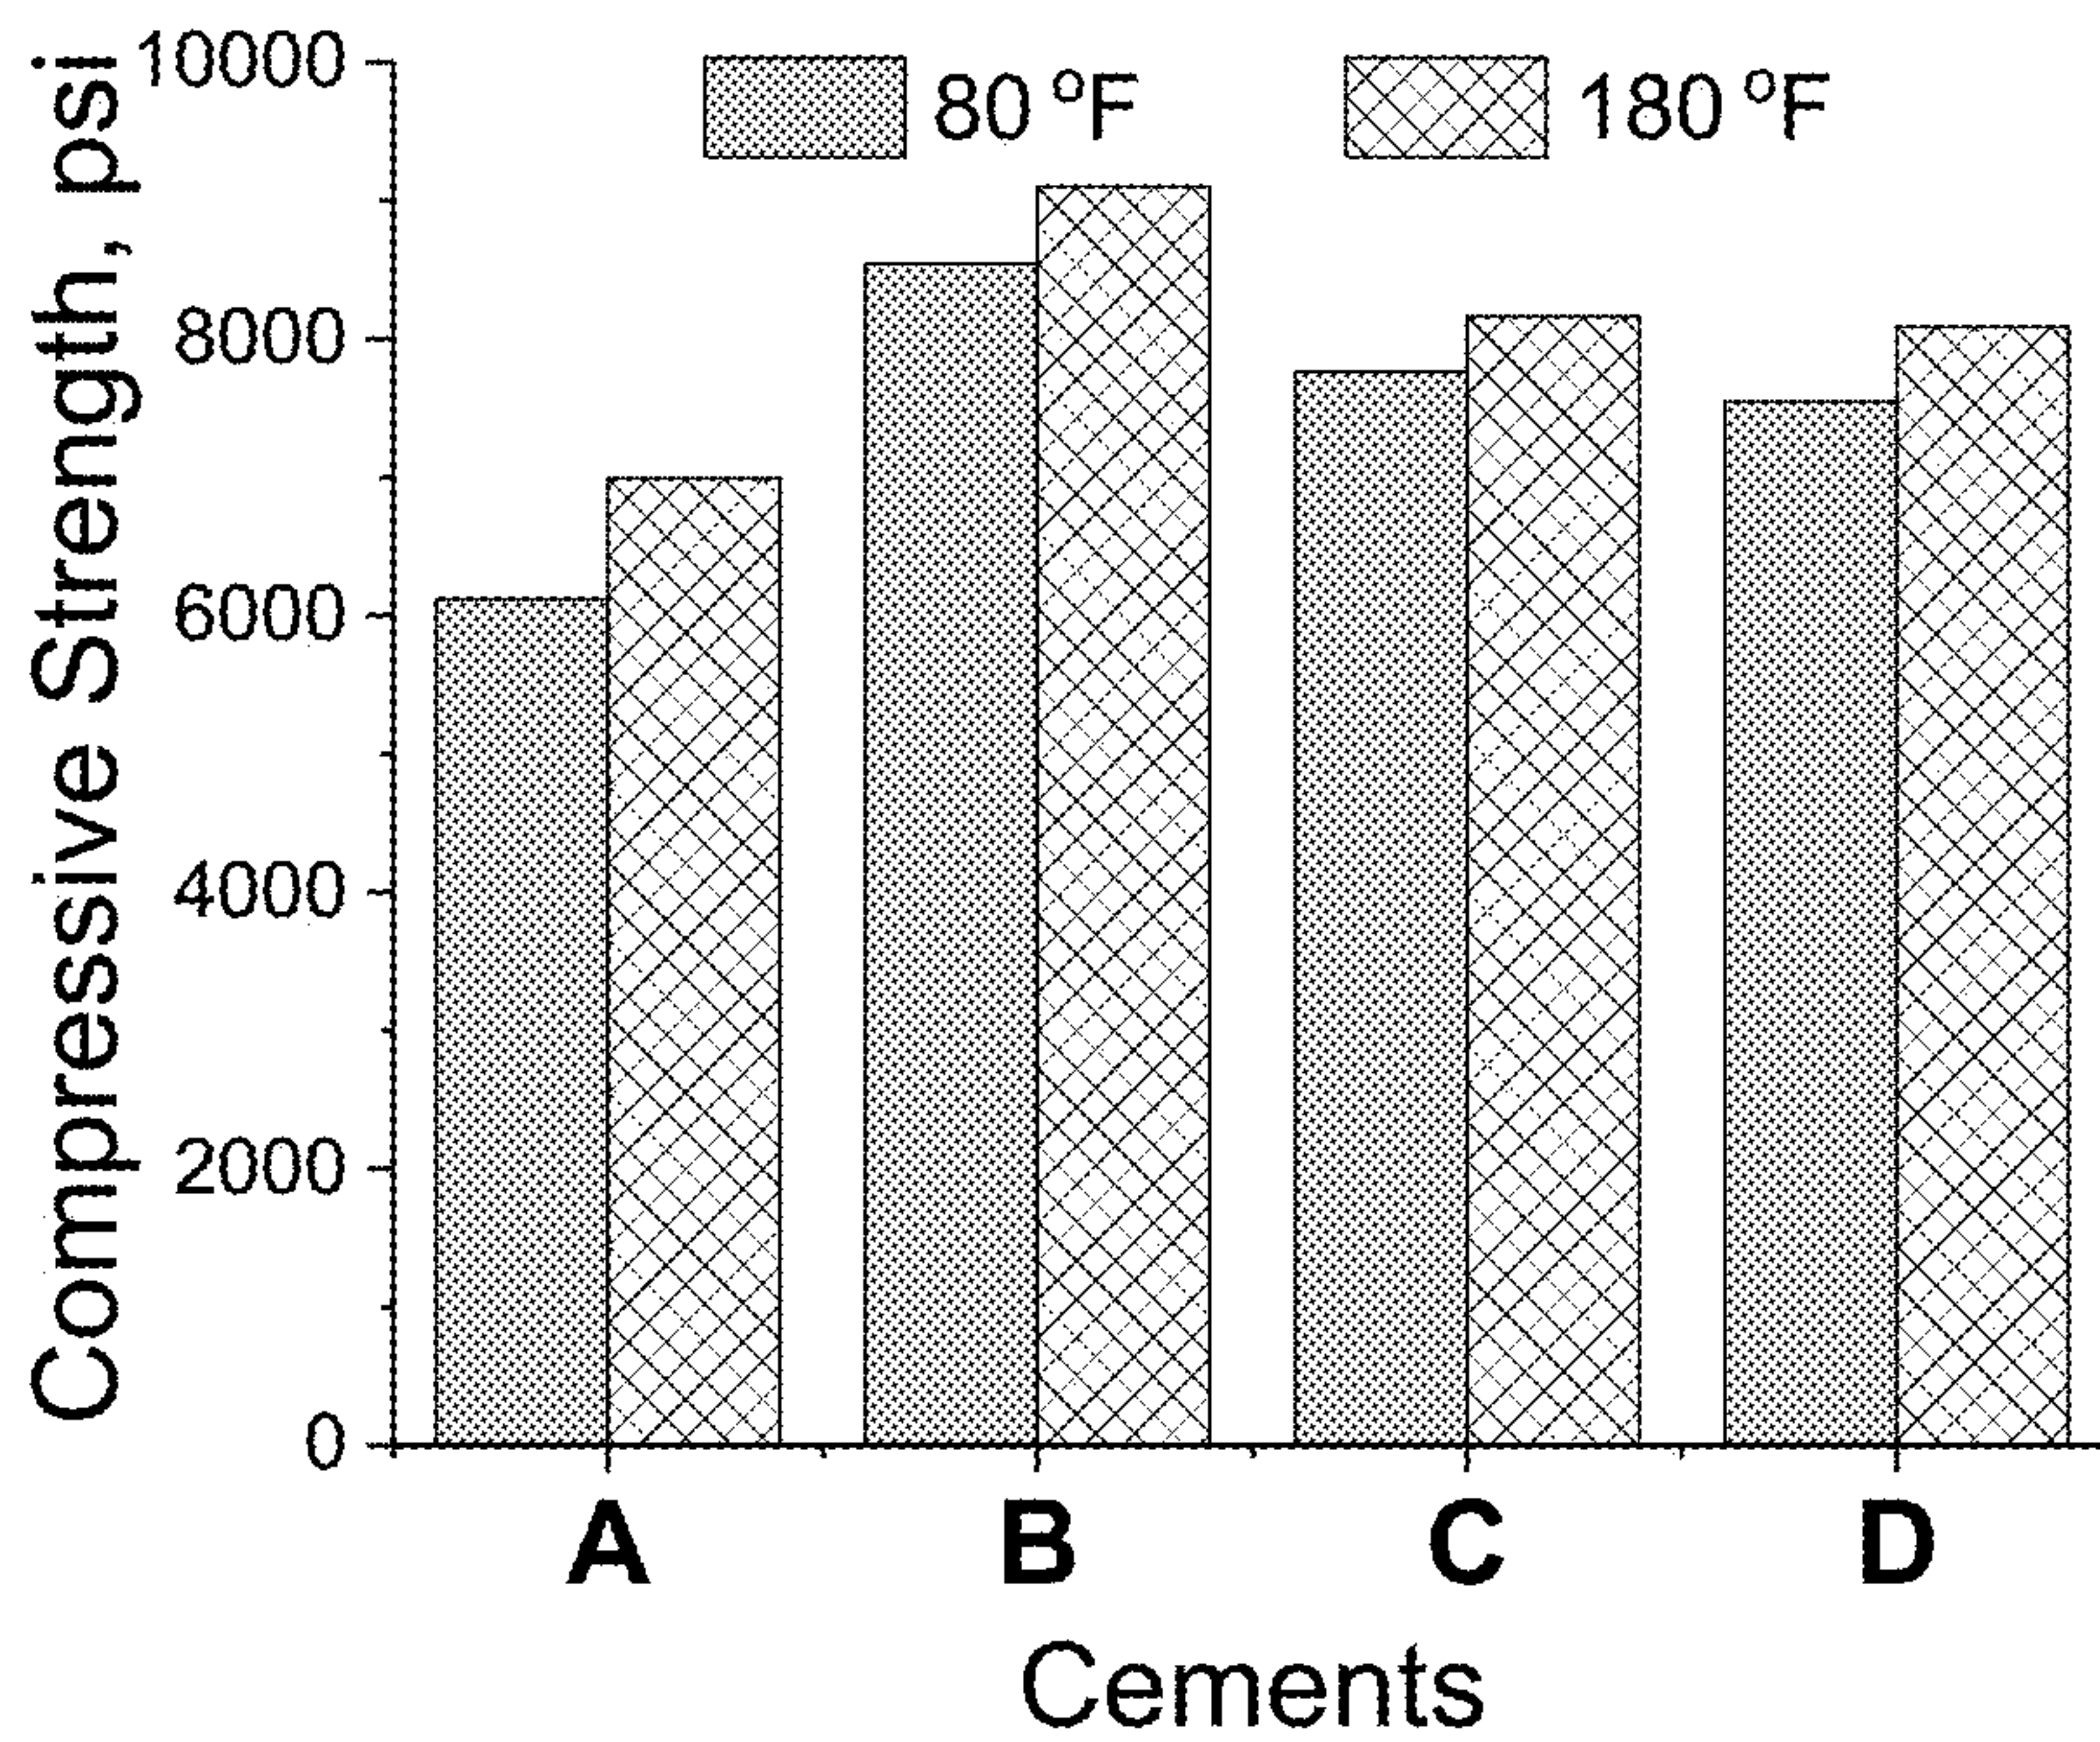 Compressive Strength, psi
10000
8000
6000
4000
2000
0
80 °F
180 °F
A
B
C
D
Cements